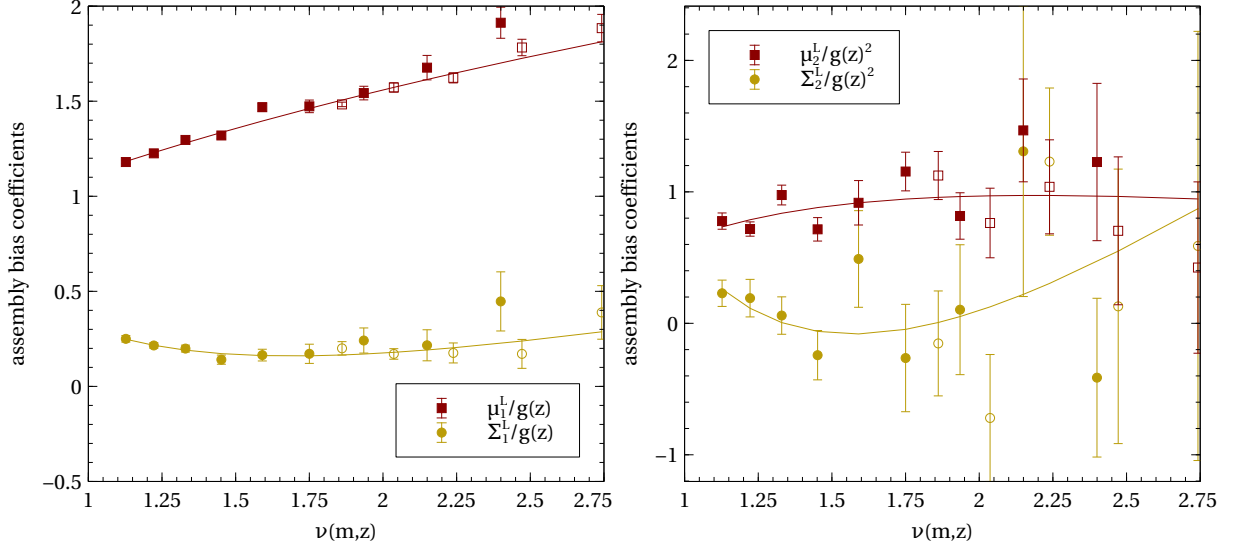 2
1.5
1
0.5
0
−0.5
assembly bias coefficients
1 1.25 1.5 1.75 2 2.25 2.5 2.75
ν(m,z)
μ₁ᴸ/g(z)
Σ₁ᴸ/g(z)
2
1
0
−1
assembly bias coefficients
1 1.25 1.5 1.75 2 2.25 2.5 2.75
ν(m,z)
μ₂ᴸ/g(z)²
Σ₂ᴸ/g(z)²